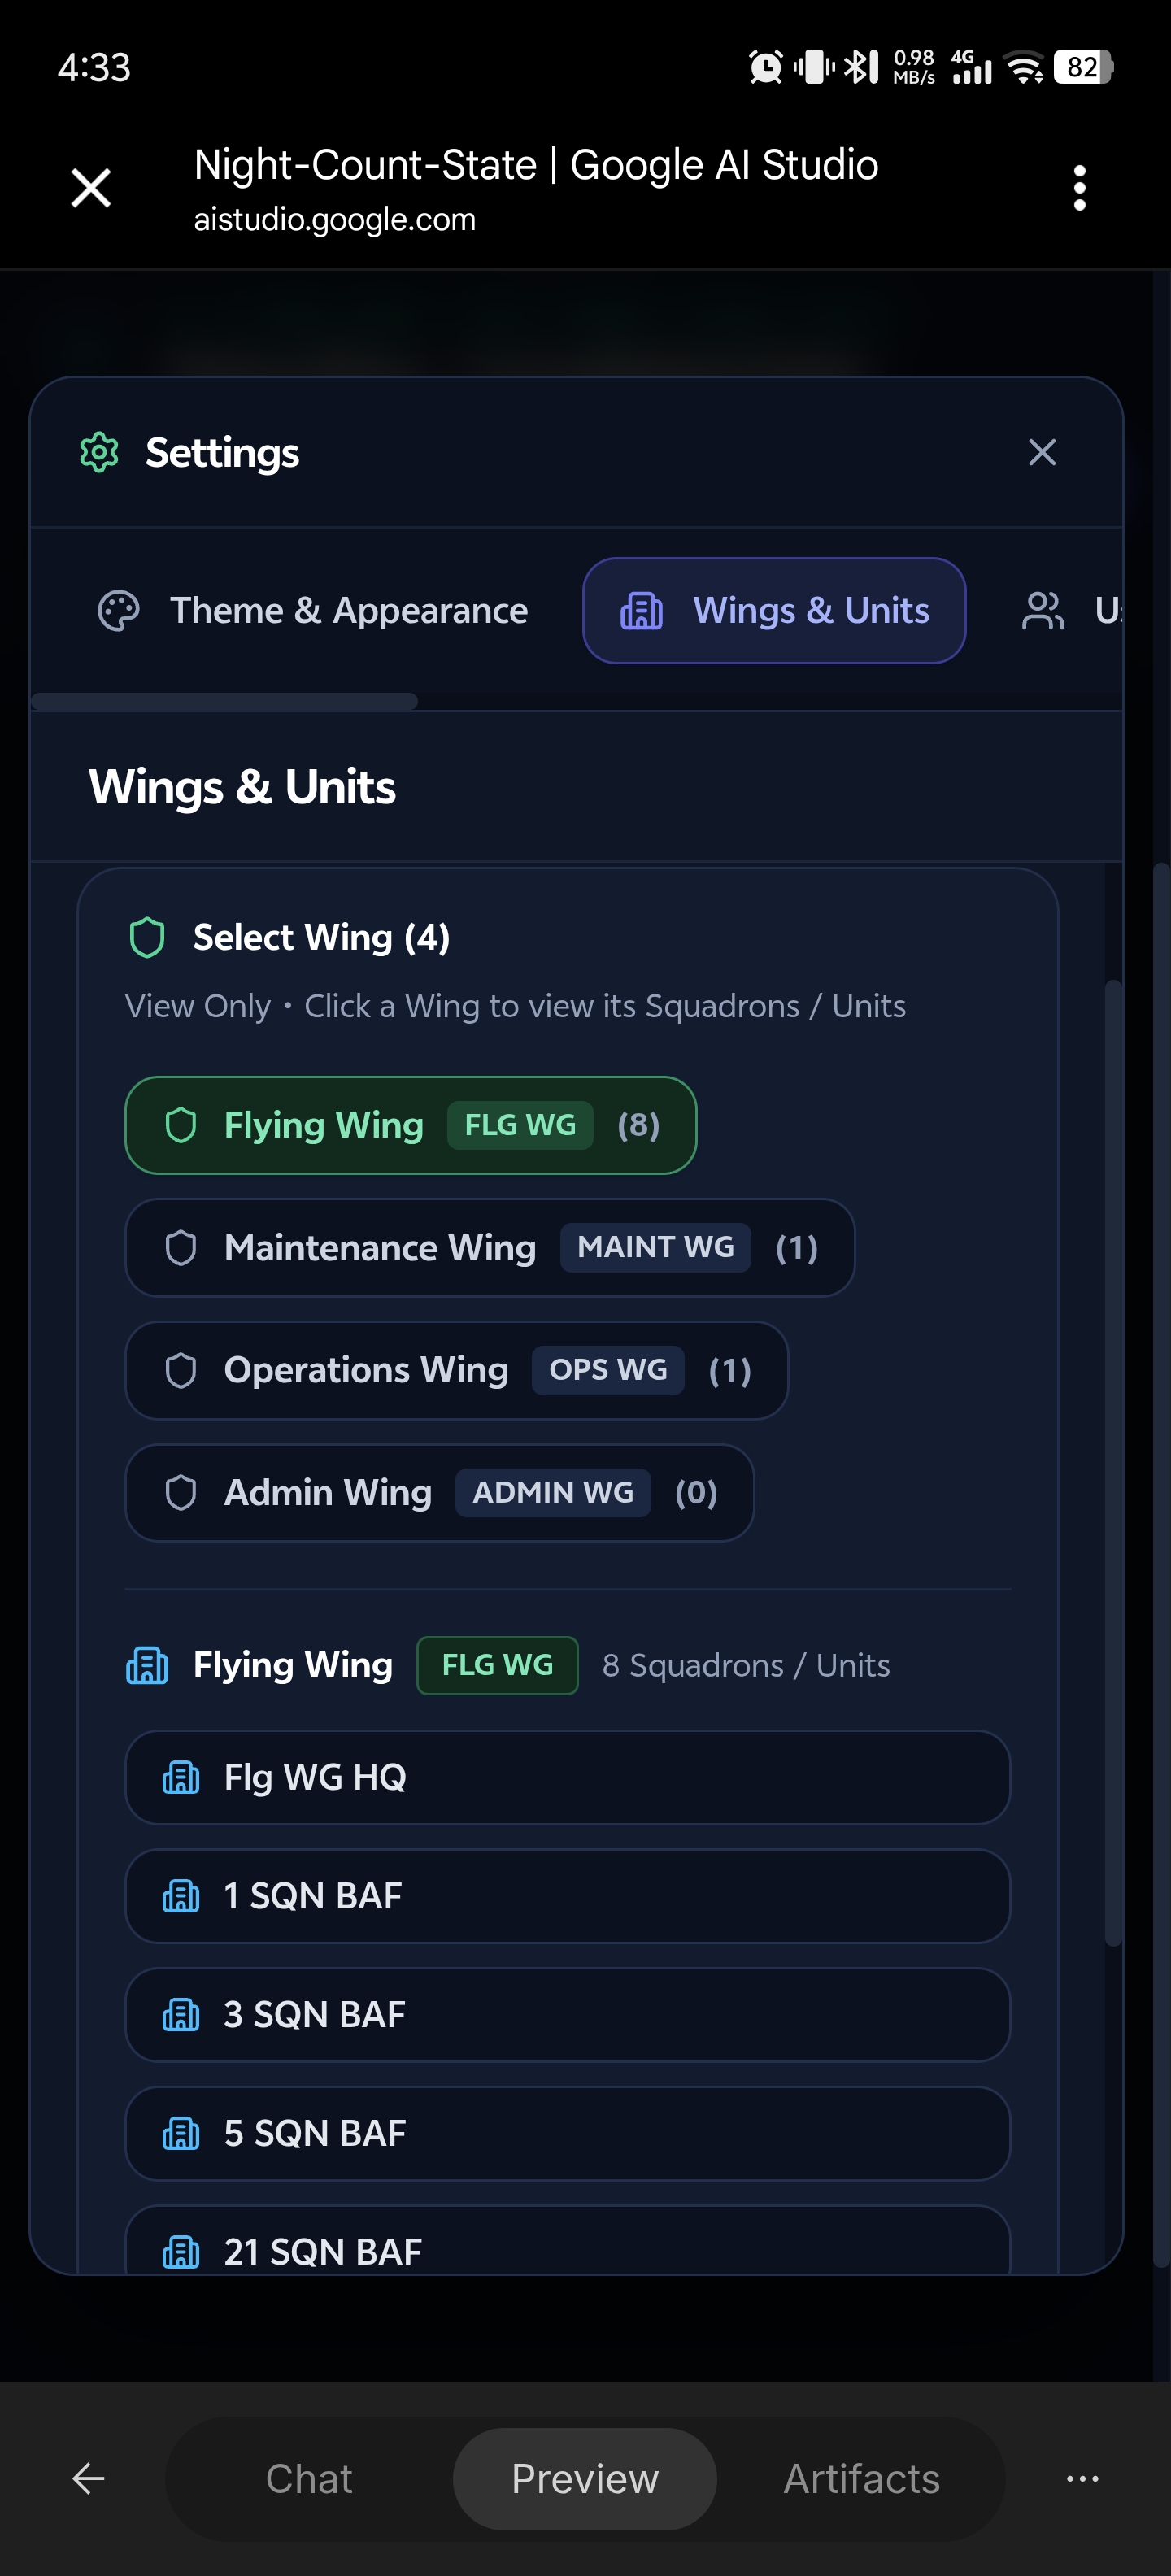 4:33
0.98
MB/s
4G
82
Night-Count-State | Google AI Studio
aistudio.google.com
Settings
Theme & Appearance
Wings & Units
Wings & Units
Select Wing (4)
View Only • Click a Wing to view its Squadrons / Units
Flying Wing FLG WG (8)
Maintenance Wing MAINT WG (1)
Operations Wing OPS WG (1)
Admin Wing ADMIN WG (0)
Flying Wing FLG WG 8 Squadrons / Units
Flg WG HQ
1 SQN BAF
3 SQN BAF
5 SQN BAF
21 SQN BAF
Chat
Preview
Artifacts